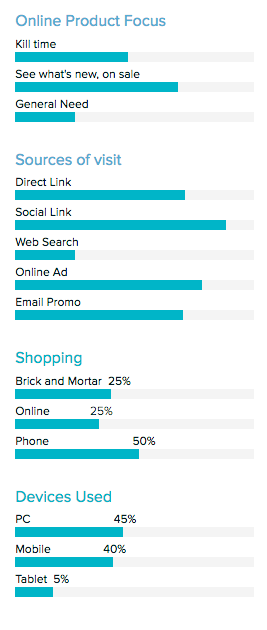 Online Product Focus
Kill time
See what's new, on sale
General Need
Sources of visit
Direct Link
Social Link
Web Search
Online Ad
Email Promo
Shopping
Brick and Mortar 25%
Online 25%
Phone 50%
Devices Used
PC 45%
Mobile 40%
Tablet 5%